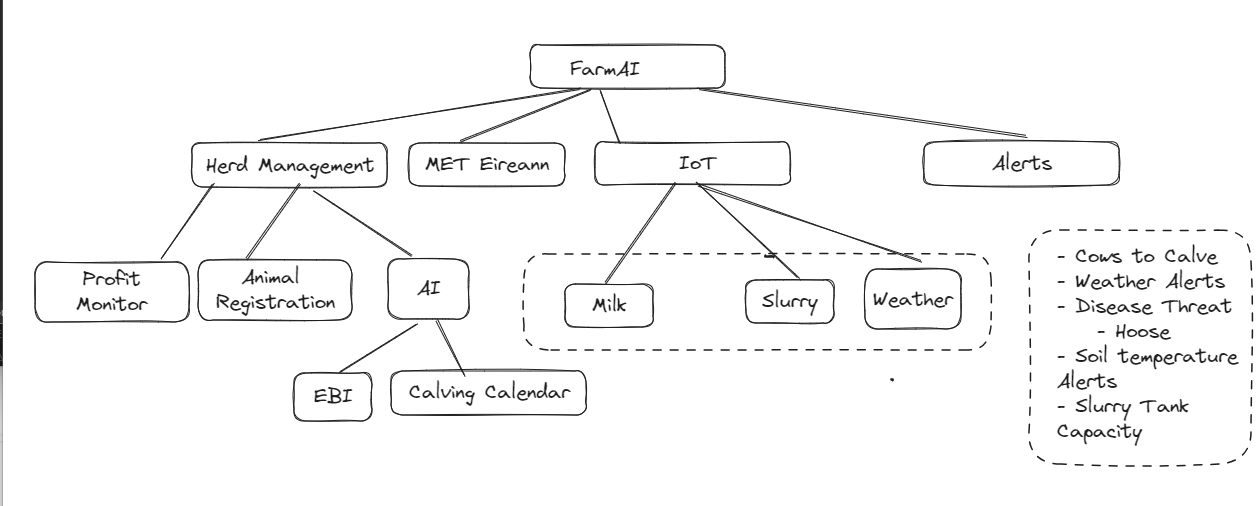 FarmAI
Herd Management
MET Eireann
IoT
Alerts
Profit
Monitor
Animal
Registration
AI
Milk
Slurry
Weather
EBI
Calving Calendar
- Cows to Calve
- Weather Alerts
- Disease Threat
- Hoose
- Soil temperature
Alerts
- Slurry Tank
Capacity